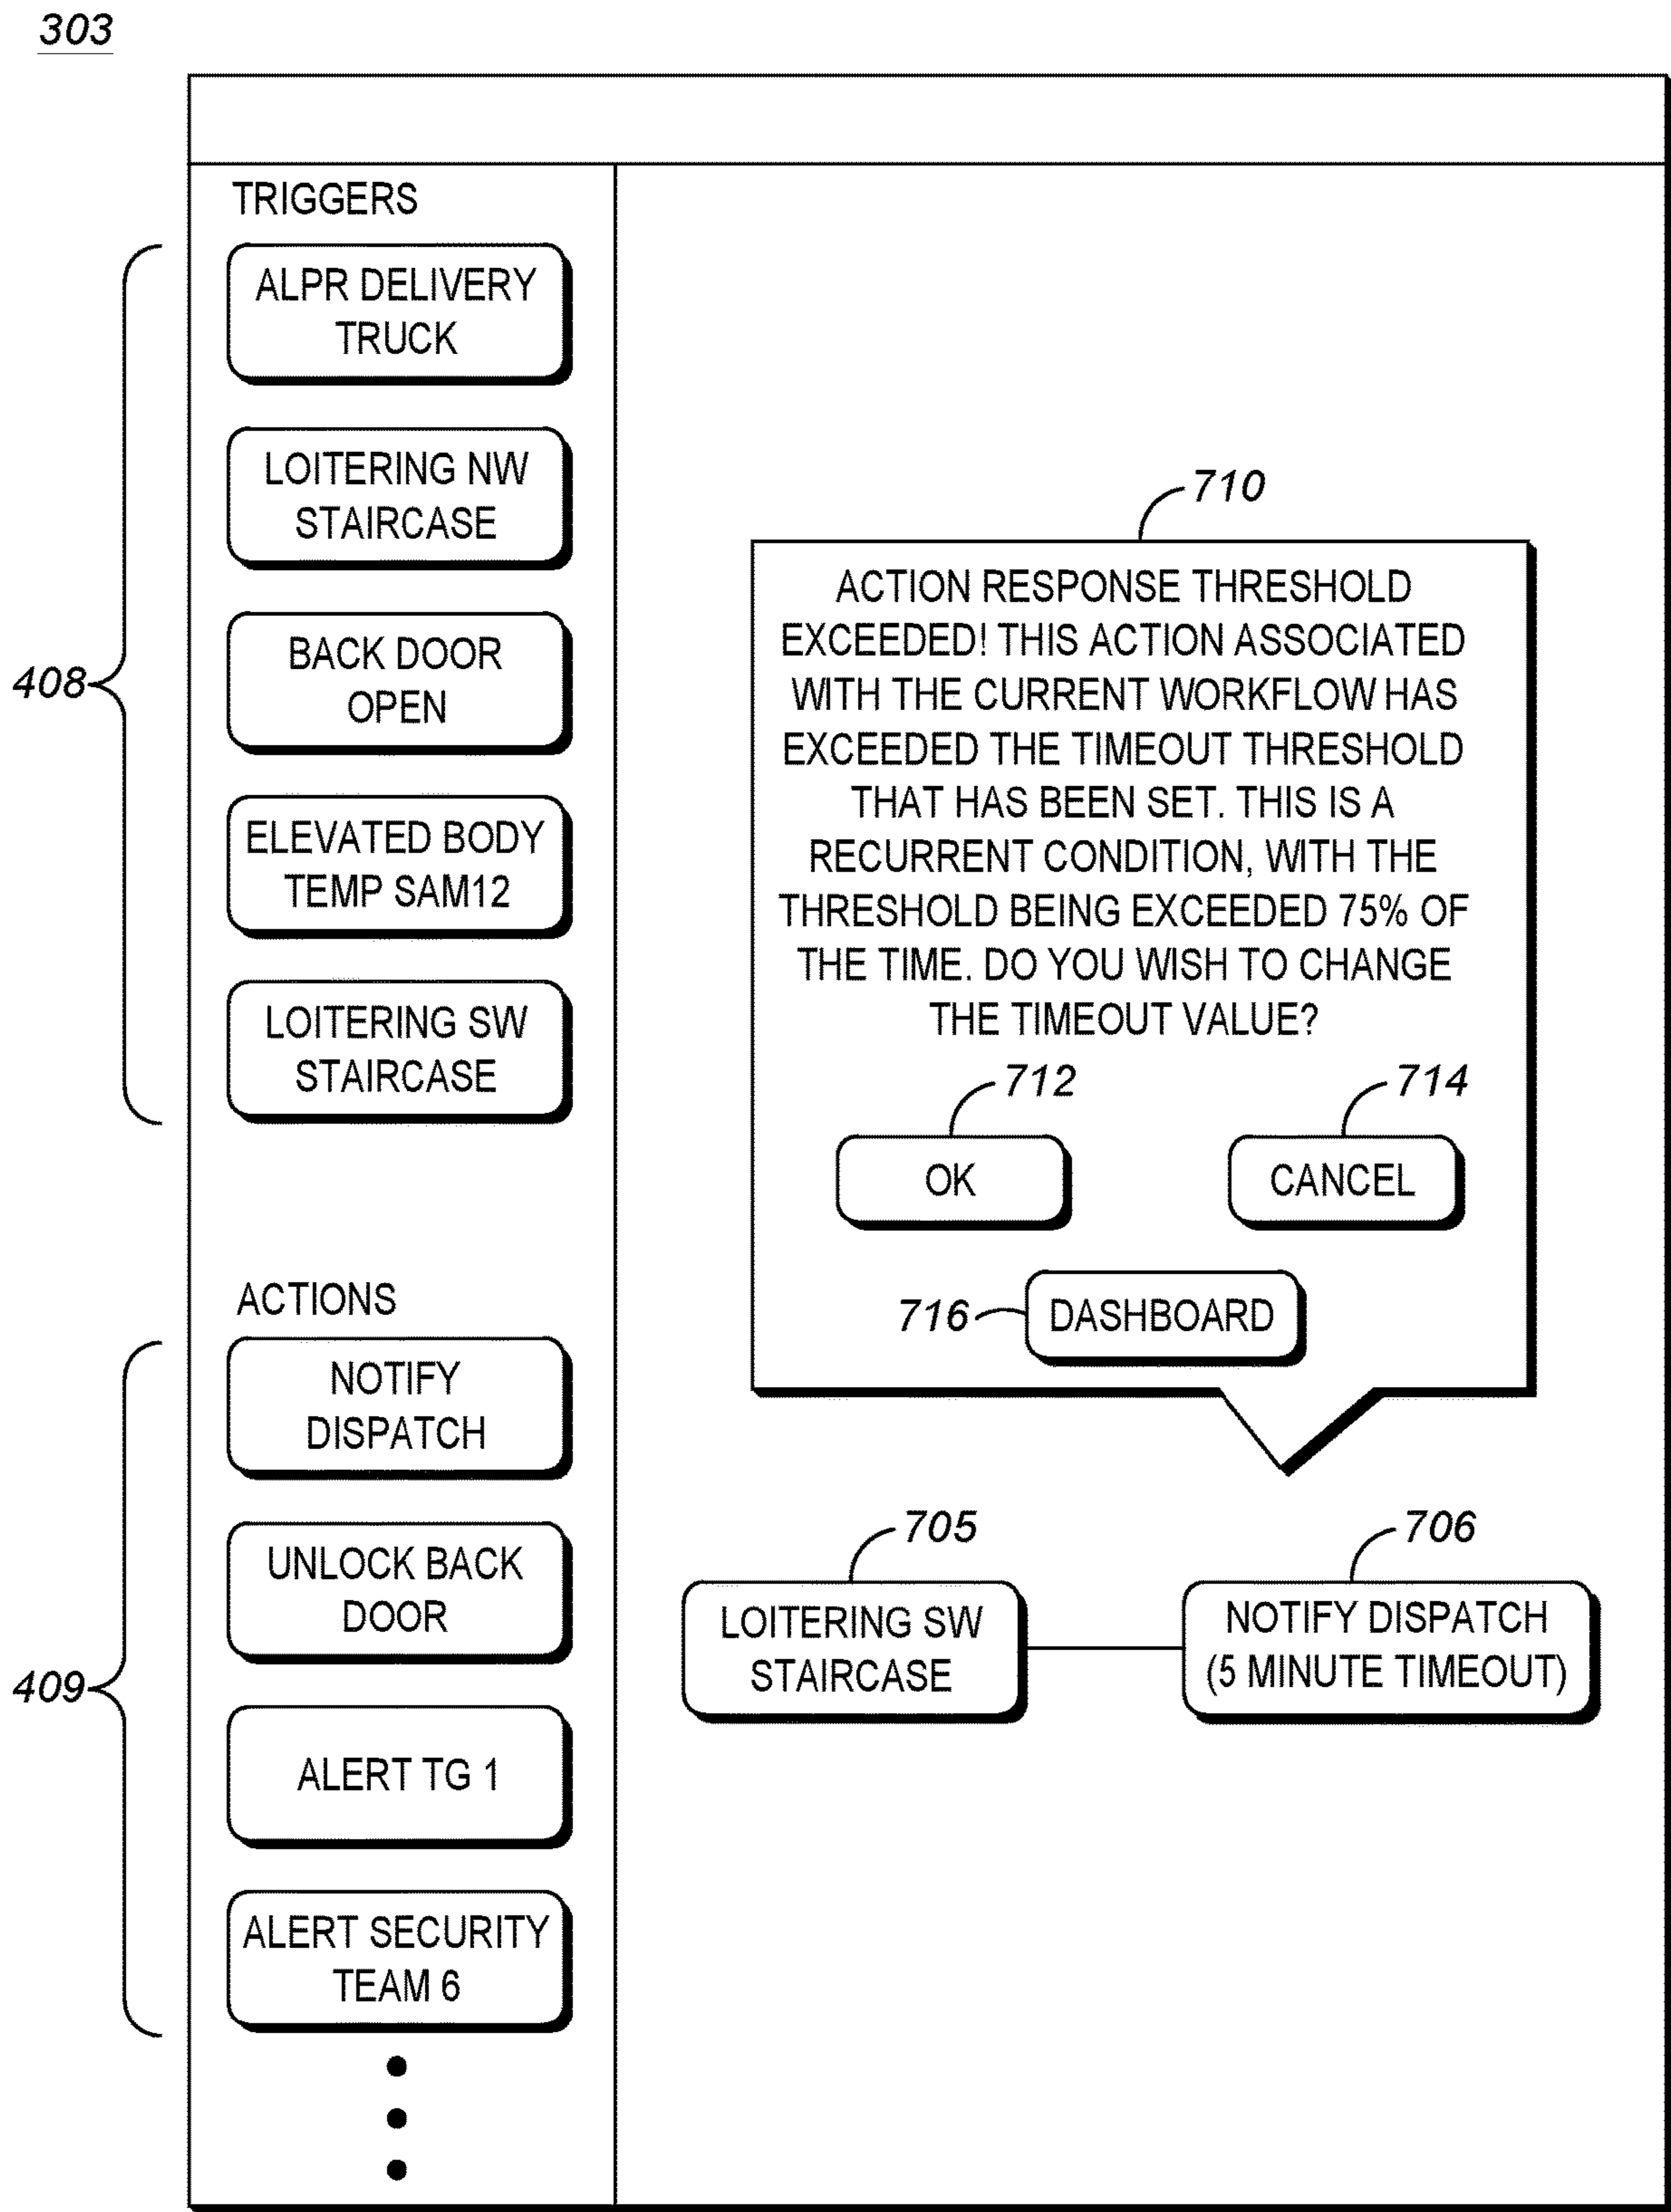 303
TRIGGERS
408
ALPR DELIVERY
TRUCK
LOITERING NW
STAIRCASE
BACK DOOR
OPEN
ELEVATED BODY
TEMP SAM12
LOITERING SW
STAIRCASE
ACTIONS
409
NOTIFY
DISPATCH
UNLOCK BACK
DOOR
ALERT TG 1
ALERT SECURITY
TEAM 6
710
ACTION RESPONSE THRESHOLD
EXCEEDED! THIS ACTION ASSOCIATED
WITH THE CURRENT WORKFLOW HAS
EXCEEDED THE TIMEOUT THRESHOLD
THAT HAS BEEN SET. THIS IS A
RECURRENT CONDITION, WITH THE
THRESHOLD BEING EXCEEDED 75% OF
THE TIME. DO YOU WISH TO CHANGE
THE TIMEOUT VALUE?
712
OK
714
CANCEL
716
DASHBOARD
705
LOITERING SW
STAIRCASE
706
NOTIFY DISPATCH
(5 MINUTE TIMEOUT)